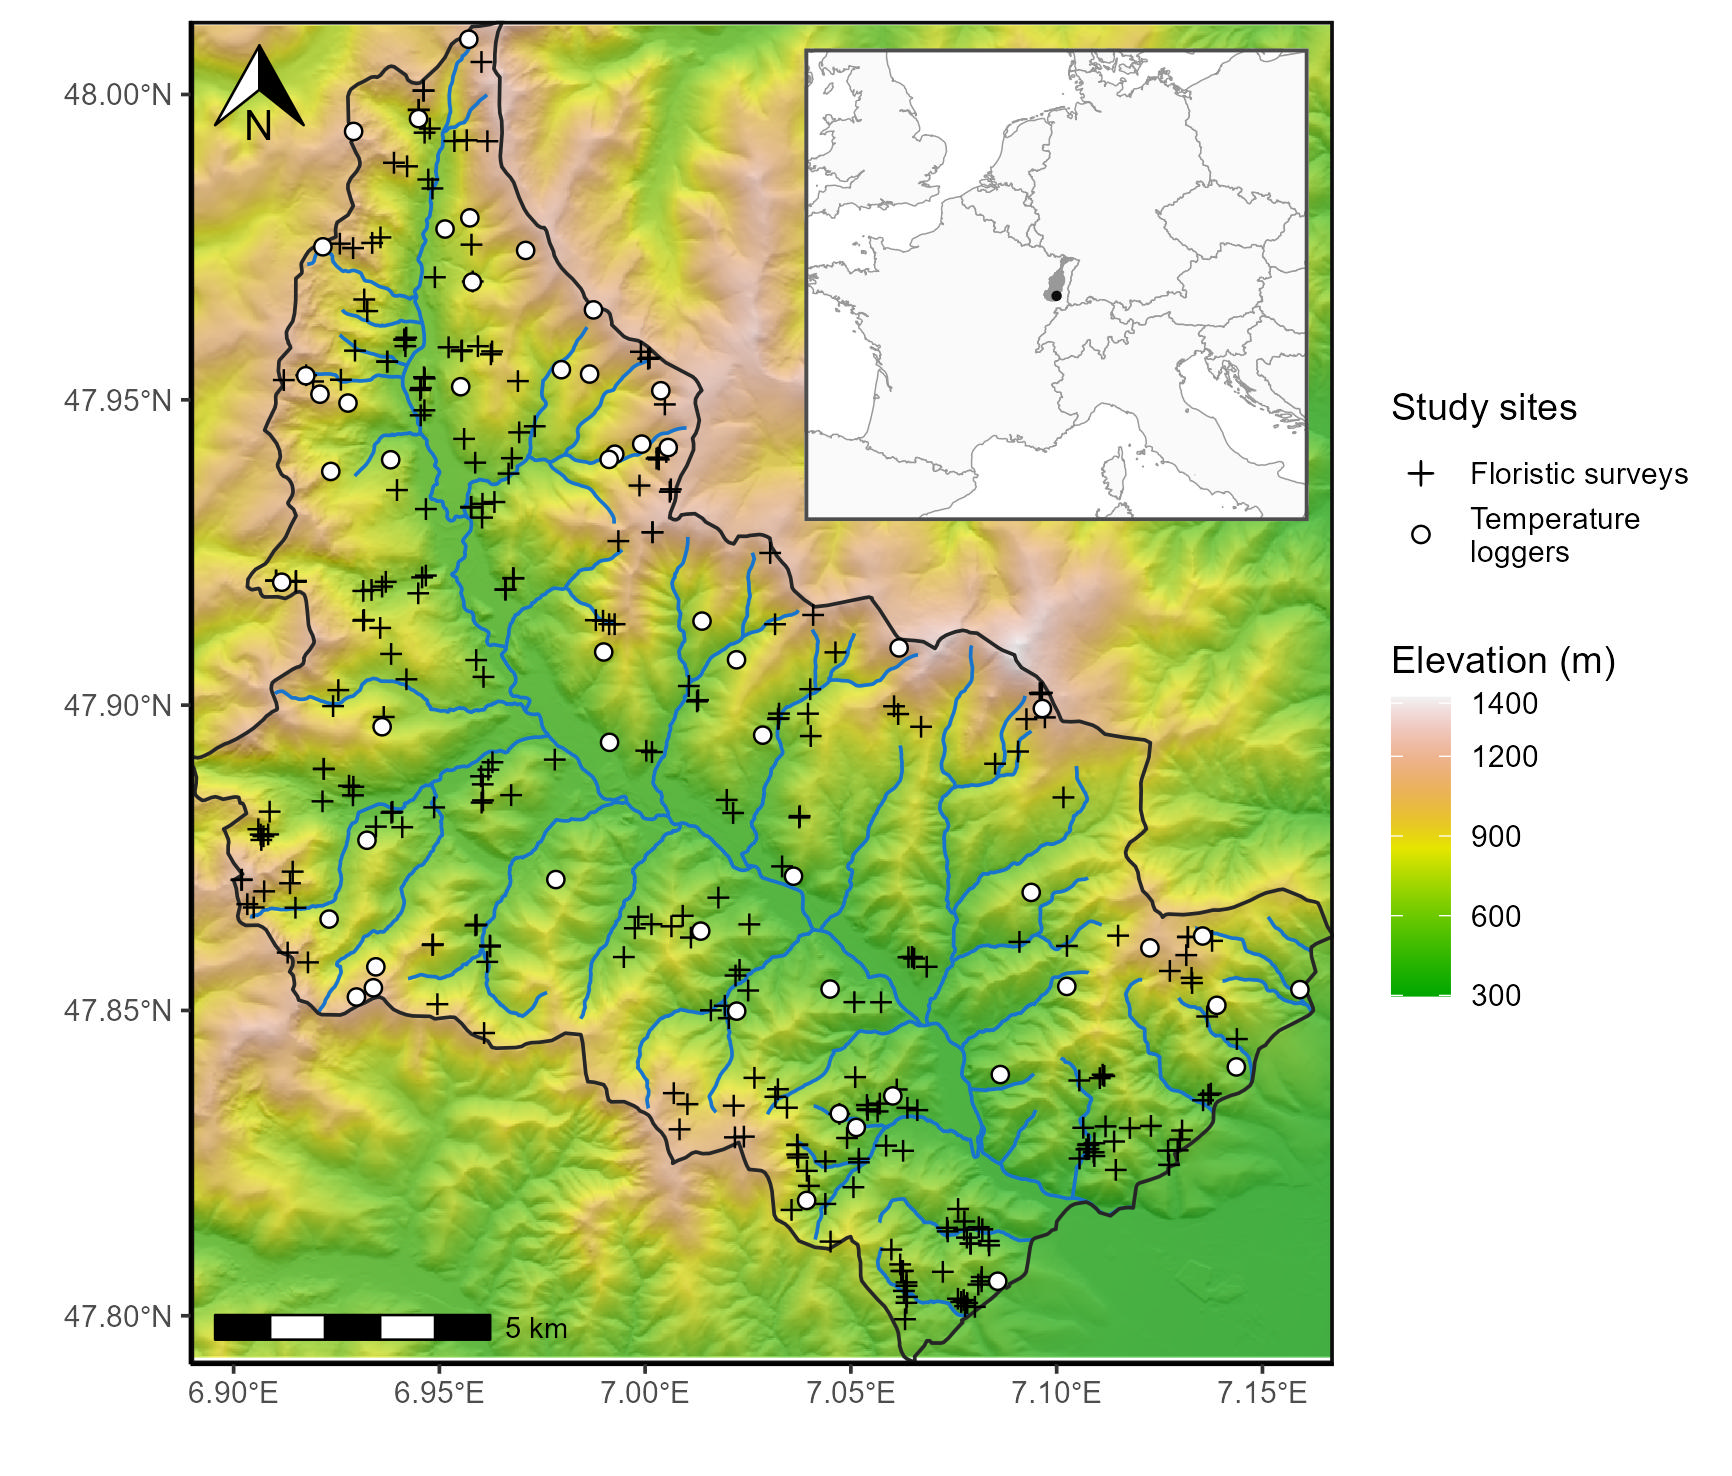 48.00°N
47.95°N
47.90°N
47.85°N
47.80°N
N
5 km
6.90°E
6.95°E
7.00°E
7.05°E
7.10°E
7.15°E
Study sites
Floristic surveys
Temperature
loggers
Elevation (m)
1400
1200
900
600
300